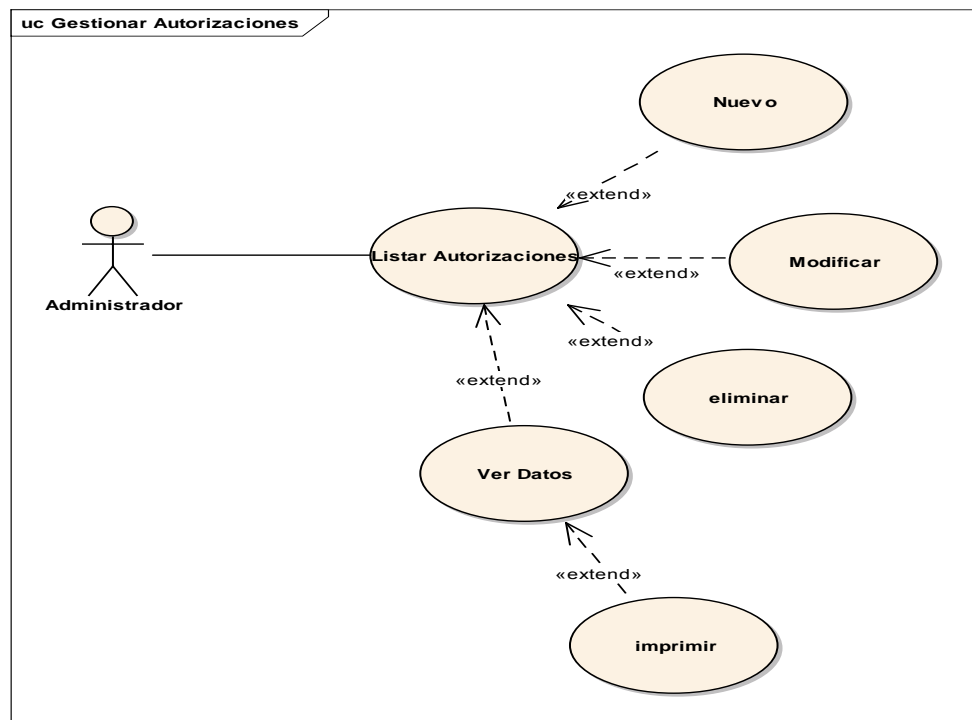 uc Gestionar Autorizaciones
Nuevo
«extend»
Listar Autorizaciones
«extend»
Modificar
Administrador
«extend»
«extend»
eliminar
Ver Datos
«extend»
imprimir